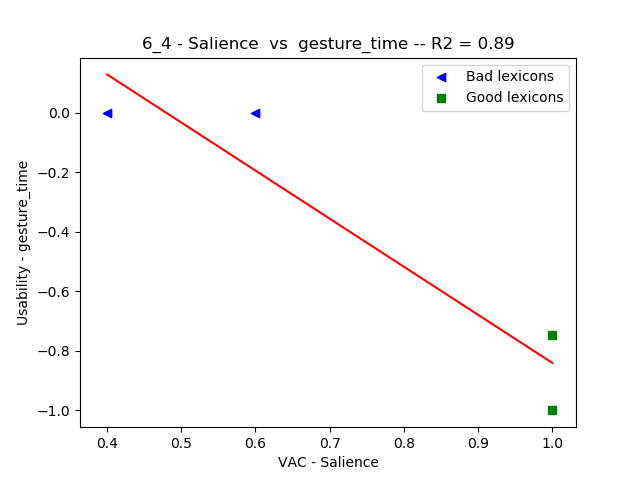 6_4 - Salience  vs  gesture_time -- R2 = 0.89
Bad lexicons
Good lexicons
Usability - gesture_time
0.0
−0.2
−0.4
−0.6
−0.8
−1.0
0.4 0.5 0.6 0.7 0.8 0.9 1.0
VAC - Salience